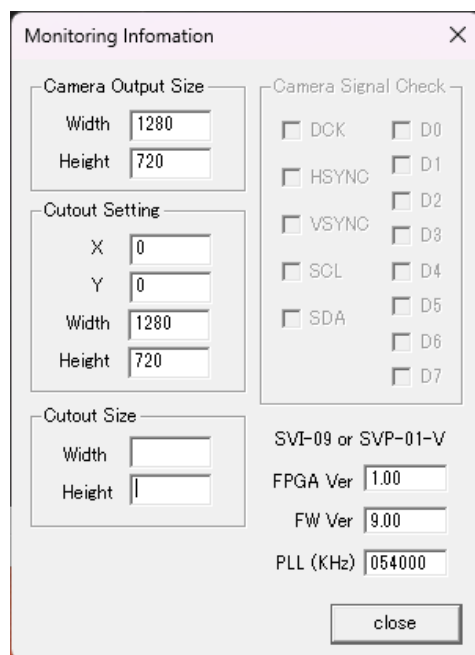 Monitoring Infomation
Camera Output Size
Width 1280
Height 720
Cutout Setting
X 0
Y 0
Width 1280
Height 720
Cutout Size
Width
Height
Camera Signal Check
DCK D0
HSYNC D1
D2
VSYNC D3
SCL D4
SDA D5
D6
D7
SVI-09 or SVP-01-V
FPGA Ver 1.00
FW Ver 9.00
PLL (KHz) 054000
close